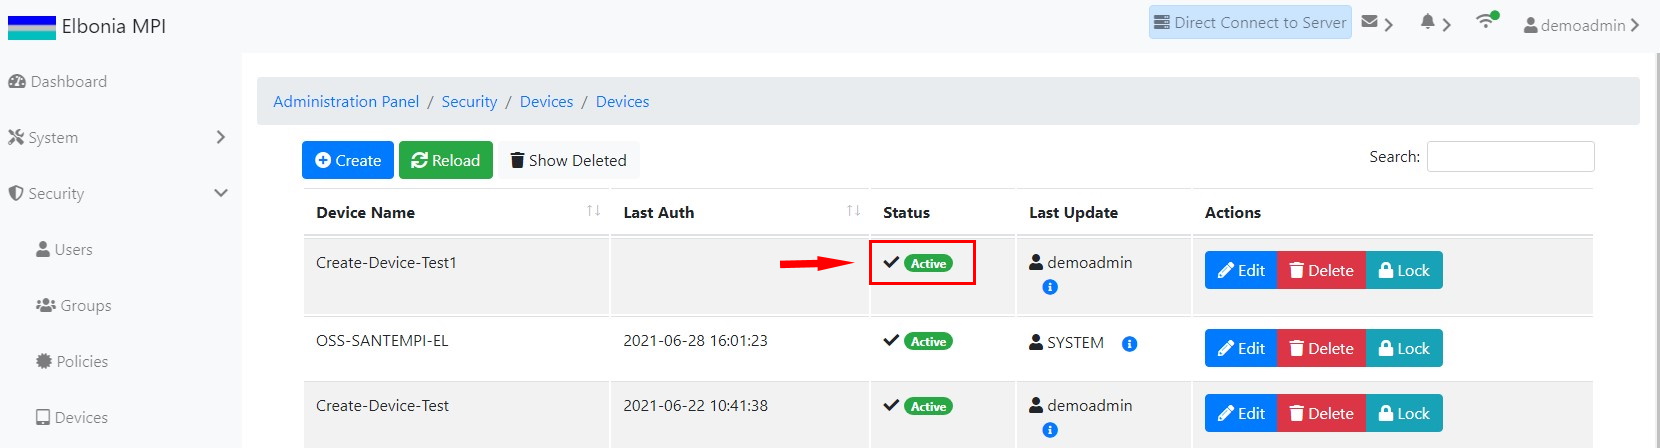 Elbonia MPI
Direct Connect to Server
demoadmin
Dashboard
System
Security
Users
Groups
Policies
Devices
Administration Panel / Security / Devices / Devices
Create Reload Show Deleted Search:
Device Name Last Auth Status Last Update Actions
Create-Device-Test1 Active demoadmin Edit Delete Lock
OSS-SANTEMPI-EL 2021-06-28 16:01:23 Active SYSTEM Edit Delete Lock
Create-Device-Test 2021-06-22 10:41:38 Active demoadmin Edit Delete Lock